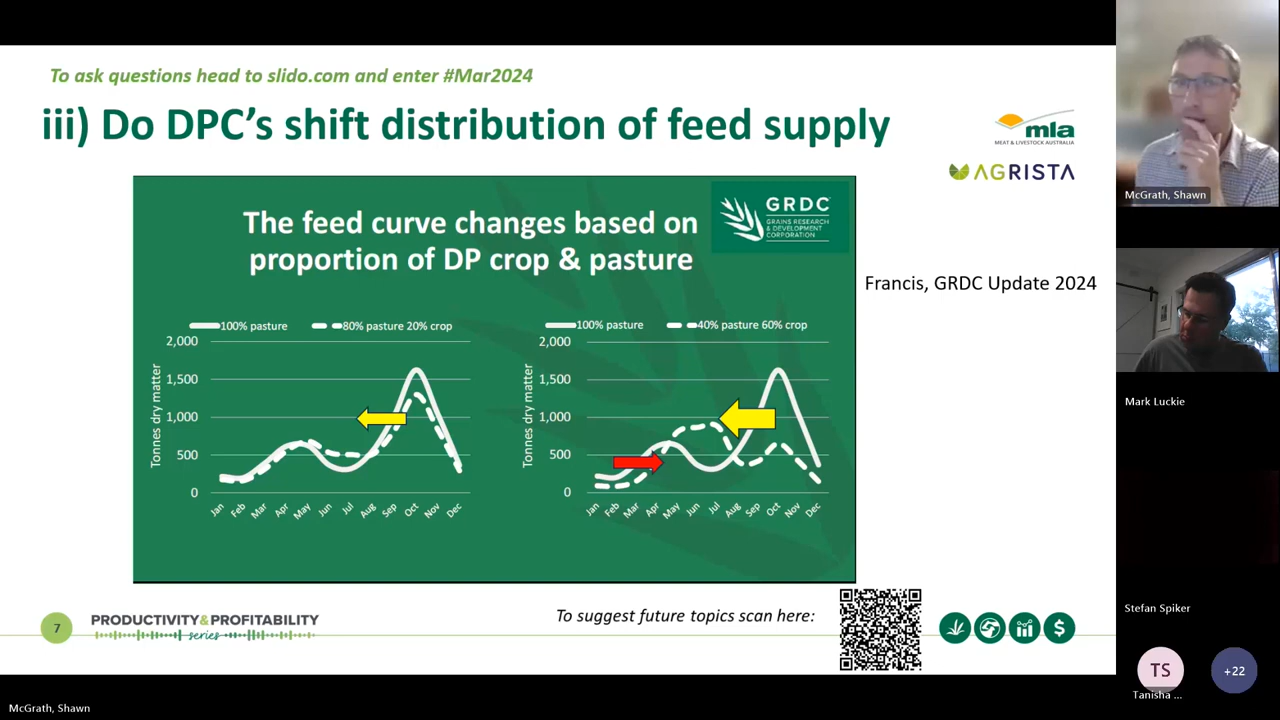 To ask questions head to slido.com and enter #Mar2024
iii) Do DPC's shift distribution of feed supply
mla
MEAT & LIVESTOCK AUSTRALIA
AGRISTA
The feed curve changes based on
proportion of DP crop & pasture
GRDC
GRAINS RESEARCH
& DEVELOPMENT
CORPORATION
Francis, GRDC Update 2024
100% pasture 80% pasture 20% crop
Tonnes dry matter
2,000
1,500
1,000
500
0
Jan Feb Mar Apr May Jun Jul Aug Sep Oct Nov Dec
100% pasture 40% pasture 60% crop
Tonnes dry matter
2,000
1,500
1,000
500
0
Jan Feb Mar Apr May Jun Jul Aug Sep Oct Nov Dec
7
PRODUCTIVITY&PROFITABILITY
series
To suggest future topics scan here:
$
McGrath, Shawn
Mark Luckie
Stefan Spiker
TS
Tanisha ...
+22
McGrath, Shawn